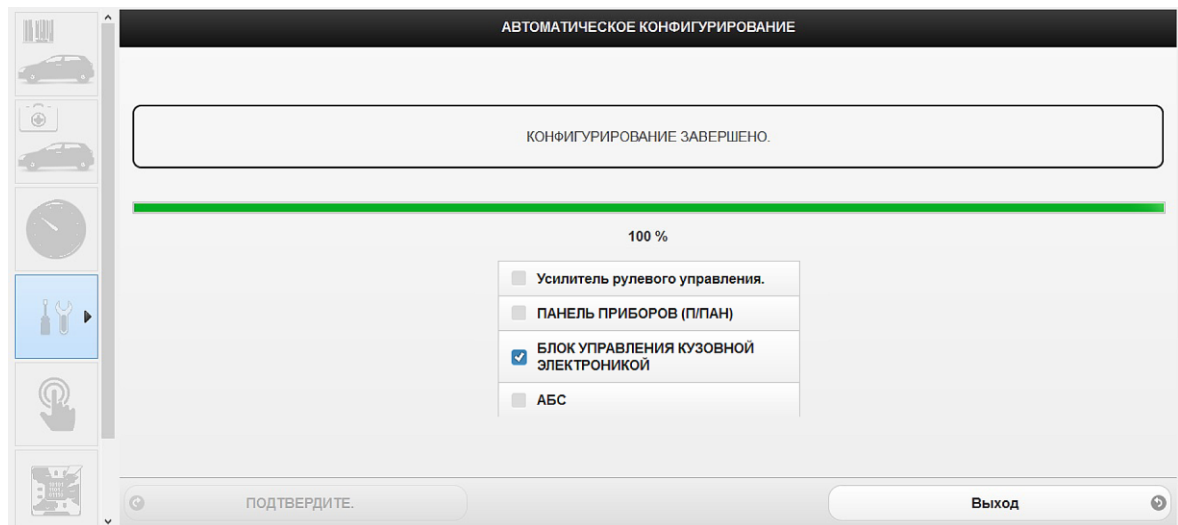 АВТОМАТИЧЕСКОЕ КОНФИГУРИРОВАНИЕ
КОНФИГУРИРОВАНИЕ ЗАВЕРШЕНО.
100 %
Усилитель рулевого управления.
ПАНЕЛЬ ПРИБОРОВ (П/ПАН)
БЛОК УПРАВЛЕНИЯ КУЗОВНОЙ
ЭЛЕКТРОНИКОЙ
АБС
ПОДТВЕРДИТЕ.
Выход